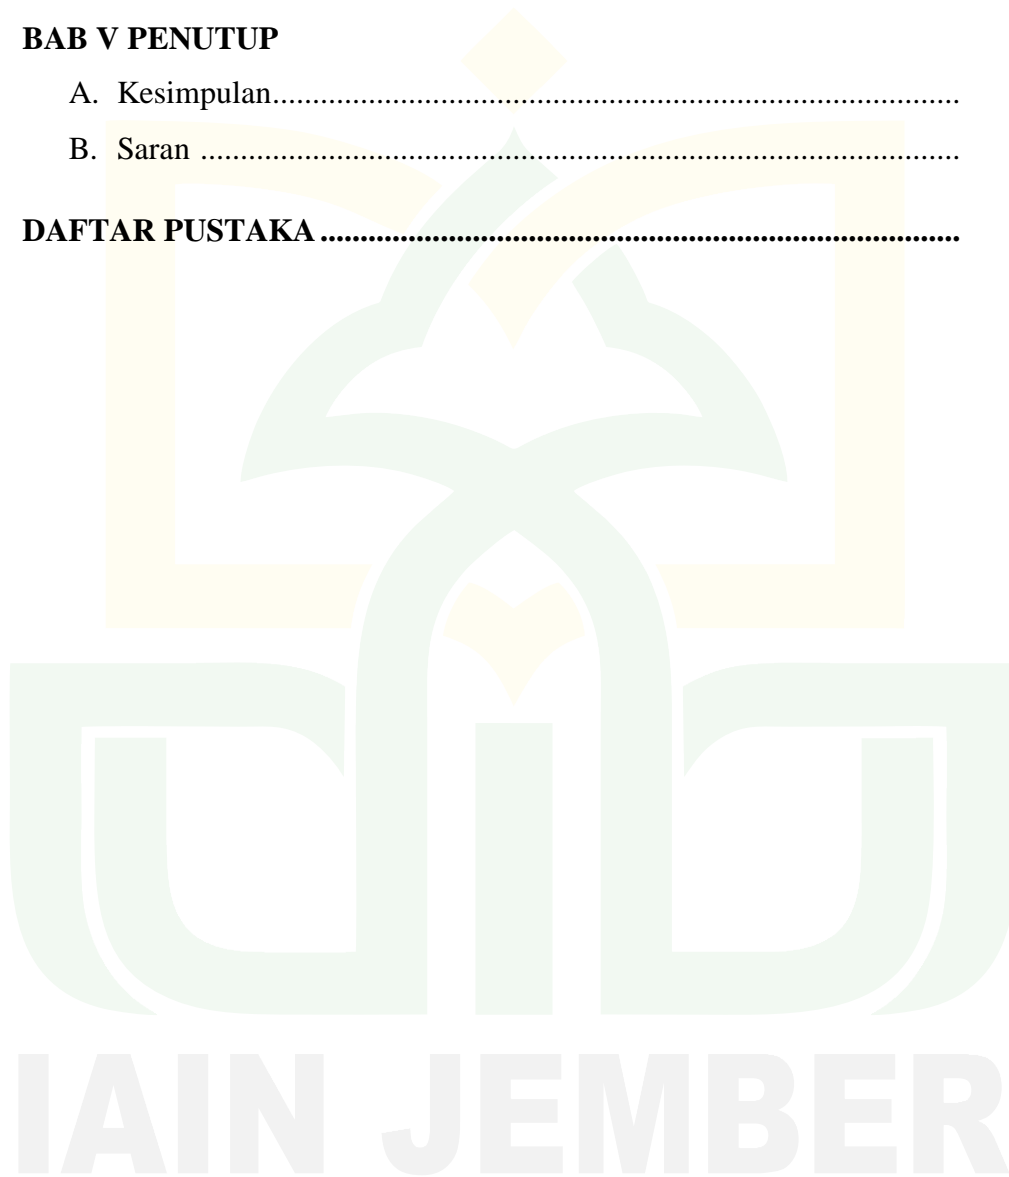 BAB V PENUTUP
A. Kesimpulan......................................................................................
B. Saran ...............................................................................................
DAFTAR PUSTAKA ................................................................................
IAIN JEMBER